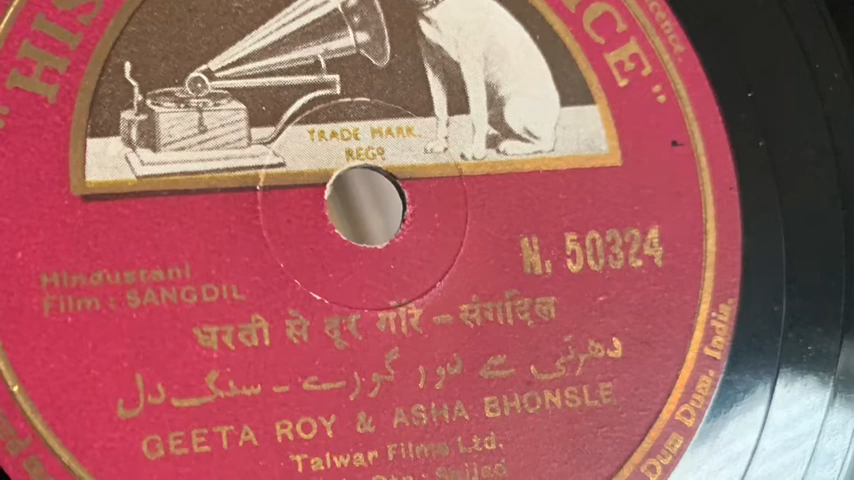 "HIS
ICE"
TRADE MARK.
REGD
N. 50324
Hindustani
Film : SANGDIL
धरती से दूर गोरे - संगदिल
دھرتی سے دور گورے - سنگ دل
GEETA ROY & ASHA BHONSLE
Talwar Films Ltd.
Sajjad
Dum Dum, India.